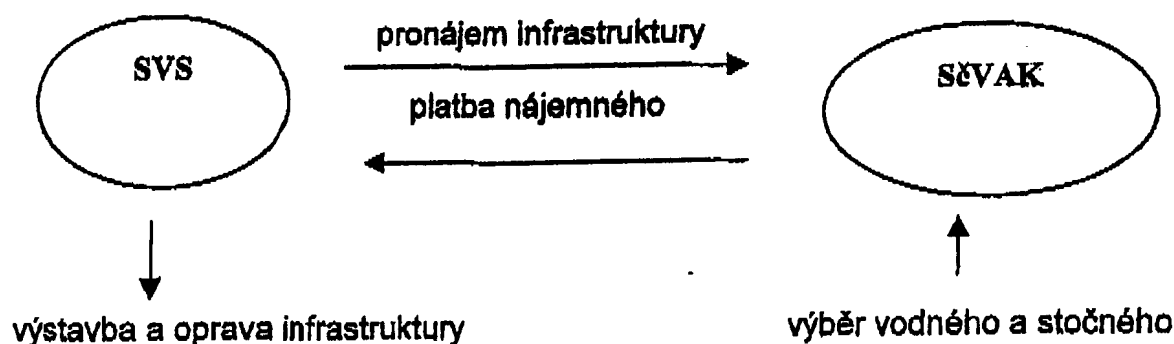 pronájem infrastruktury
SVS
SčVAK
platba nájemného
výstavba a oprava infrastruktury
výběr vodného a stočného